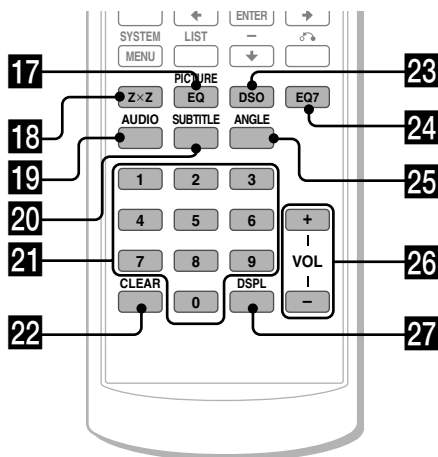 ENTER
SYSTEM LIST –
MENU
PICTURE
17 23
Z×Z EQ DSO EQ7
18 24
AUDIO SUBTITLE ANGLE
19 25
20
1 2 3
4 5 6 +
21 7 8 9 VOL 26
CLEAR DSPL –
22 0 27